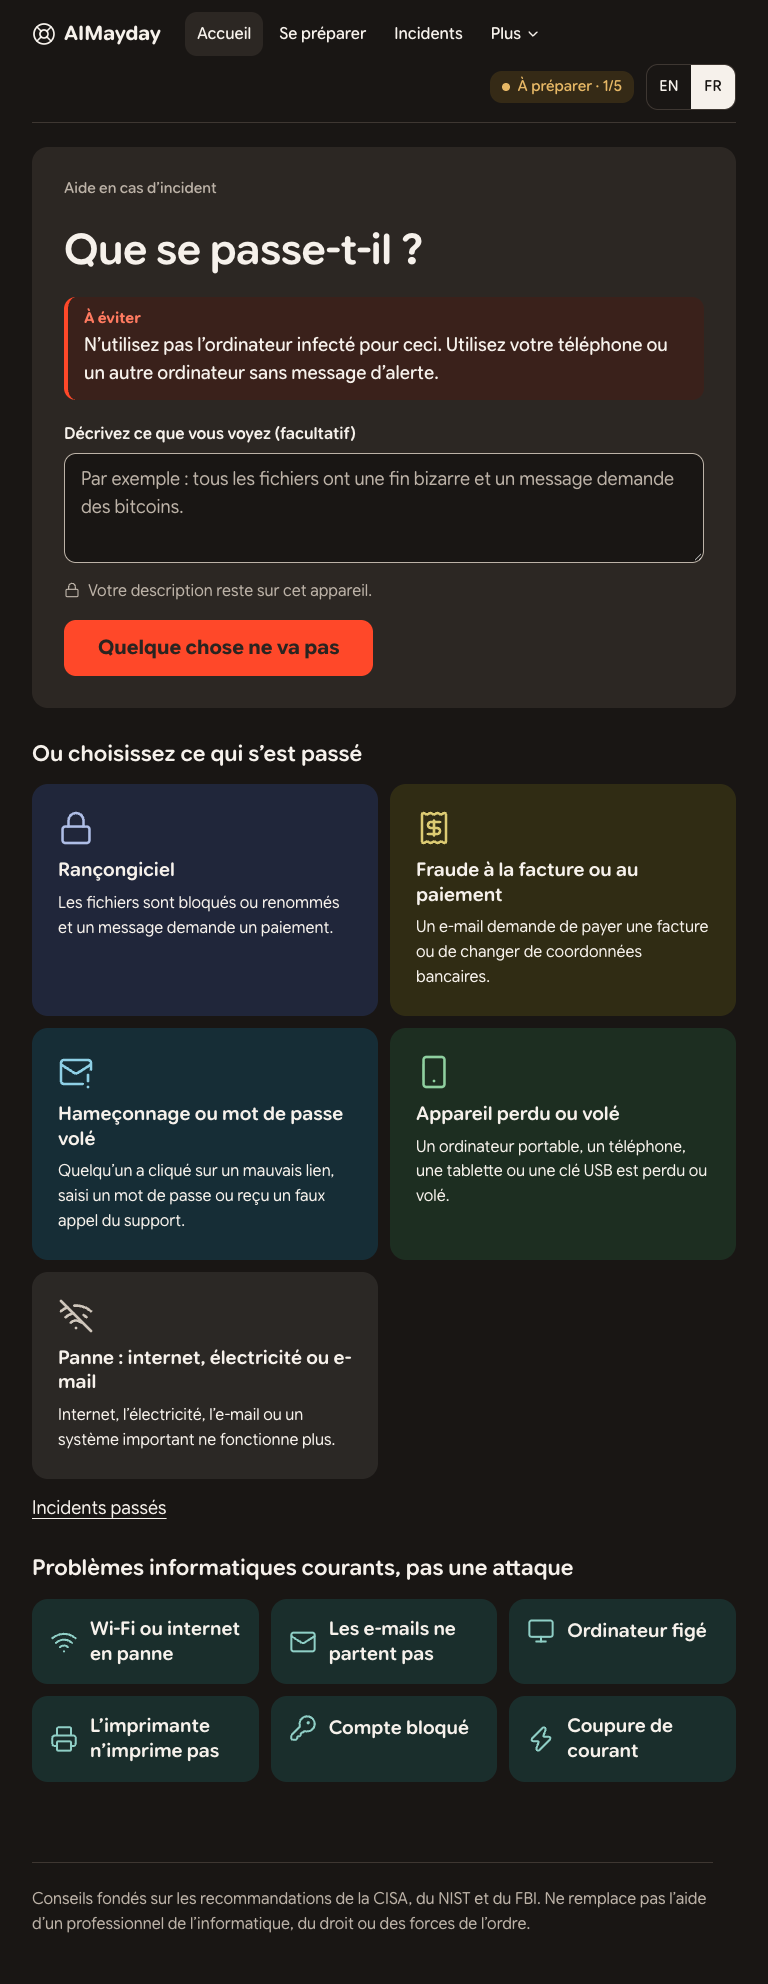 AIMayday
Accueil
Se préparer
Incidents
Plus
À préparer · 1/5
EN
FR
Aide en cas d’incident
Que se passe-t-il ?
À éviter
N’utilisez pas l’ordinateur infecté pour ceci. Utilisez votre téléphone ou
un autre ordinateur sans message d’alerte.
Décrivez ce que vous voyez (facultatif)
Par exemple : tous les fichiers ont une fin bizarre et un message demande
des bitcoins.
Votre description reste sur cet appareil.
Quelque chose ne va pas
Ou choisissez ce qui s’est passé
Rançongiciel
Les fichiers sont bloqués ou renommés
et un message demande un paiement.
Fraude à la facture ou au
paiement
Un e-mail demande de payer une facture
ou de changer de coordonnées
bancaires.
Hameçonnage ou mot de passe
volé
Quelqu’un a cliqué sur un mauvais lien,
saisi un mot de passe ou reçu un faux
appel du support.
Appareil perdu ou volé
Un ordinateur portable, un téléphone,
une tablette ou une clé USB est perdu ou
volé.
Panne : internet, électricité ou e-
mail
Internet, l’électricité, l’e-mail ou un
système important ne fonctionne plus.
Incidents passés
Problèmes informatiques courants, pas une attaque
Wi-Fi ou internet
en panne
Les e-mails ne
partent pas
Ordinateur figé
L’imprimante
n’imprime pas
Compte bloqué
Coupure de
courant
Conseils fondés sur les recommandations de la CISA, du NIST et du FBI. Ne remplace pas l’aide
d’un professionnel de l’informatique, du droit ou des forces de l’ordre.